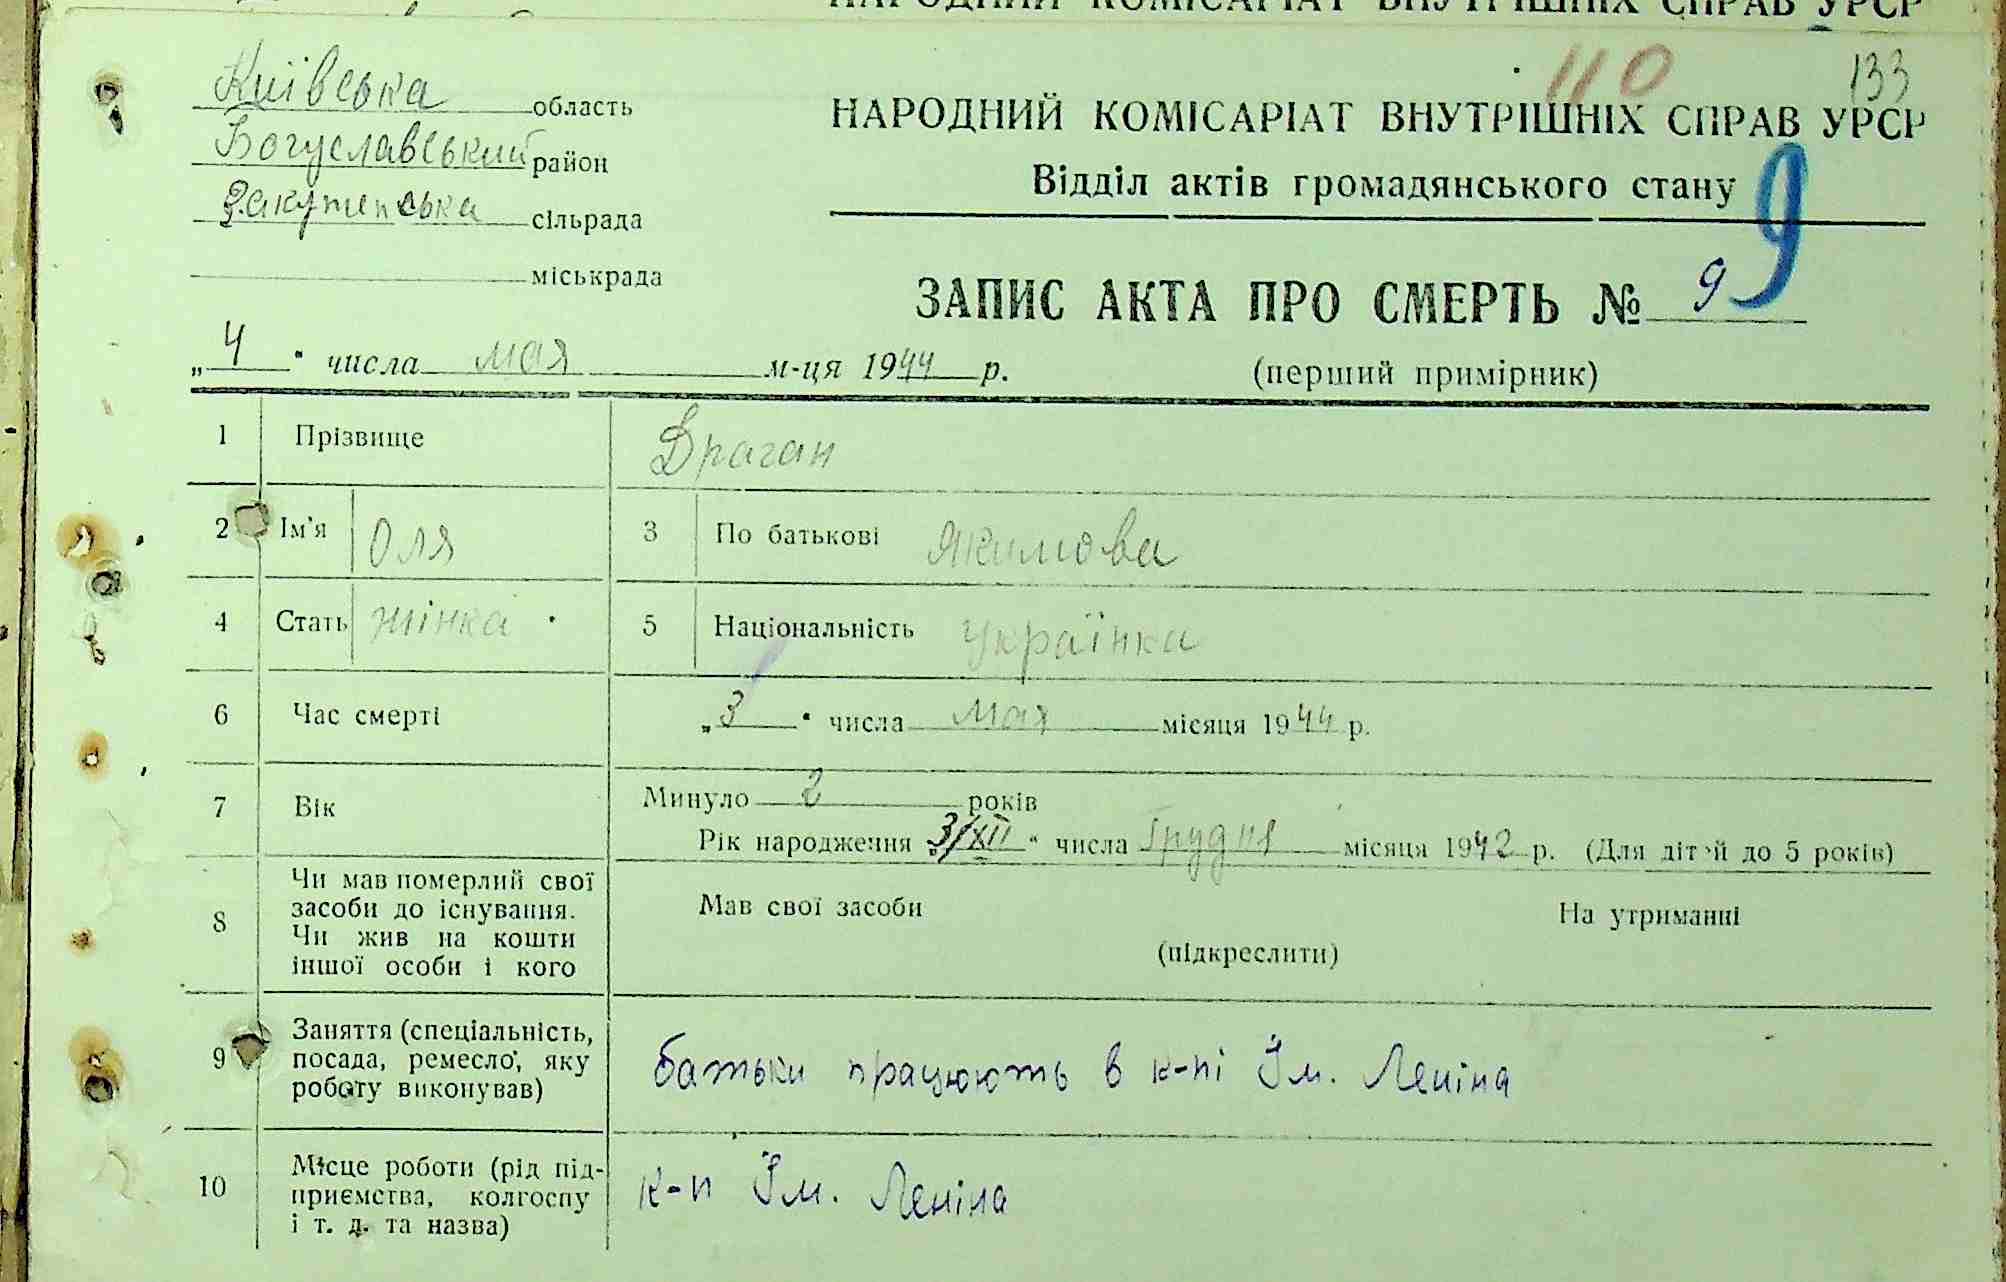 НАРОДНИЙ КОМІСАРІАТ ВНУТРІШНІХ СПРАВ УРСР
110 133
Київська область
Богуславський район
сільрада
міськрада
НАРОДНИЙ КОМІСАРІАТ ВНУТРІШНІХ СПРАВ УРСР
Відділ актів громадянського стану
9
ЗАПИС АКТА ПРО СМЕРТЬ № 9
(перший примірник)
„4“ числа мая м-ця 1944 р.
1 Прізвище Драган
2 Ім'я Оля 3 По батькові Якимова
4 Стать жінка 5 Національність українка
6 Час смерті „3“ числа мая місяця 1944 р.
7 Вік Минуло 2 років
Рік народження „3/XII“ числа Грудня місяця 1942 р. (Для дітей до 5 років)
8 Чи мав померлий свої
засоби до існування.
Чи жив на кошти
іншої особи і кого
Мав свої засоби На утриманні
(підкреслити)
9 Заняття (спеціальність,
посада, ремесло, яку
роботу виконував)
батьки працюють в к-пі Їм. Леніна
10 Місце роботи (рід під-
приємства, колгоспу
і т. д. та назва)
к-п Їм. Леніна